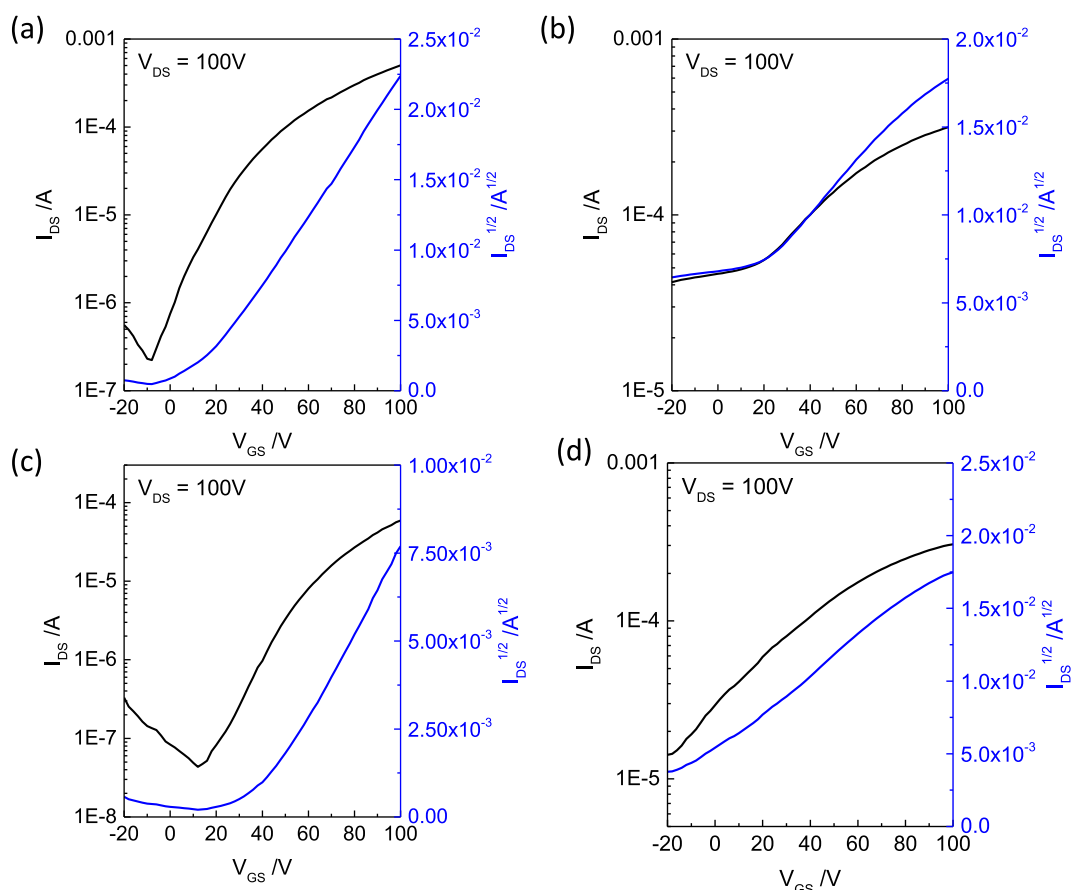 (a)
0.001
1E-4
1E-5
1E-6
1E-7
I_DS /A
V_DS = 100V
2.5x10^-2
2.0x10^-2
1.5x10^-2
1.0x10^-2
5.0x10^-3
0.0
I_DS^1/2 /A^1/2
-20 0 20 40 60 80 100
V_GS /V
(b)
0.001
1E-4
1E-5
I_DS /A
V_DS = 100V
2.0x10^-2
1.5x10^-2
1.0x10^-2
5.0x10^-3
0.0
I_DS^1/2 /A^1/2
-20 0 20 40 60 80 100
V_GS /V
(c)
1E-4
1E-5
1E-6
1E-7
1E-8
I_DS /A
V_DS = 100V
1.00x10^-2
7.50x10^-3
5.00x10^-3
2.50x10^-3
0.00
I_DS^1/2 /A^1/2
-20 0 20 40 60 80 100
V_GS /V
(d)
0.001
1E-4
1E-5
I_DS /A
V_DS = 100V
2.5x10^-2
2.0x10^-2
1.5x10^-2
1.0x10^-2
5.0x10^-3
0.0
I_DS^1/2 /A^1/2
-20 0 20 40 60 80 100
V_GS /V